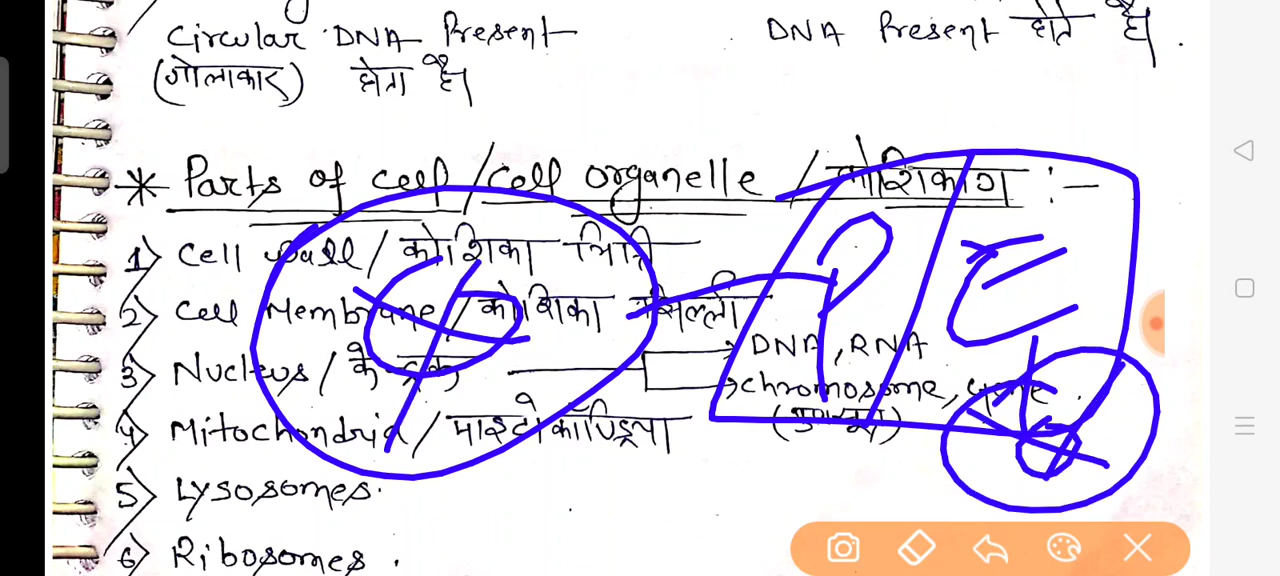 Circular DNA Present
(गोलाकार) होता है।
DNA Present होते है।
* Parts of cell / cell organelle / कोशिकांग :-
1) Cell wall / कोशिका भित्ति
2) Cell Membrane / कोशिका झिल्ली
3) Nucleus / केन्द्रक → DNA, RNA
→ chromosome,
4) Mitochondria / माइटोकॉण्ड्रिया
5) Lysosomes.
6) Ribosomes.